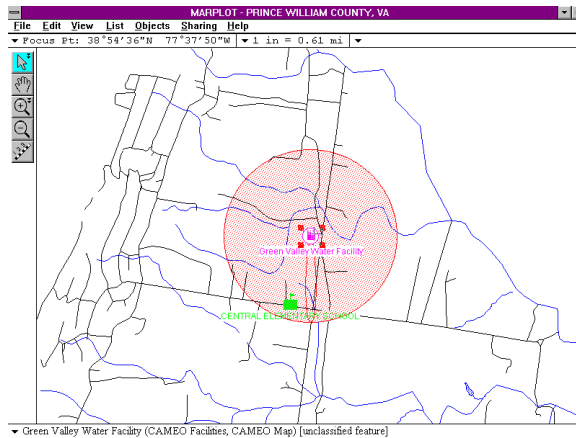 MARPLOT - PRINCE WILLIAM COUNTY, VA
File Edit View List Objects Sharing Help
Focus Pt: 38°54'36"N 77°37'50"W 1 in = 0.61 mi
Green Valley Water Facility
CENTRAL ELEMENTARY SCHOOL
Green Valley Water Facility (CAMEO Facilities, CAMEO Map) [unclassified feature]